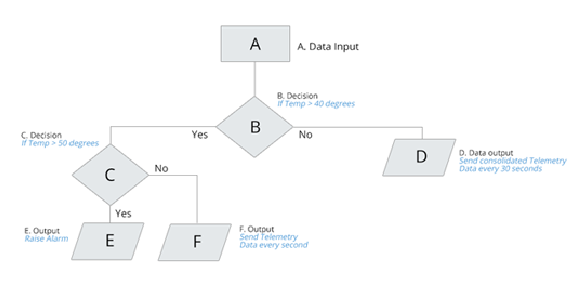 A
A. Data Input
B. Decision
If Temp > 40 degrees
B
Yes
No
C. Decision
If Temp > 50 degrees
C
No
Yes
D
D. Data output
Send consolidated Telemetry
Data every 30 seconds
E. Output
Raise Alarm
E
F
F. Output
Send Telemetry
Data every second'